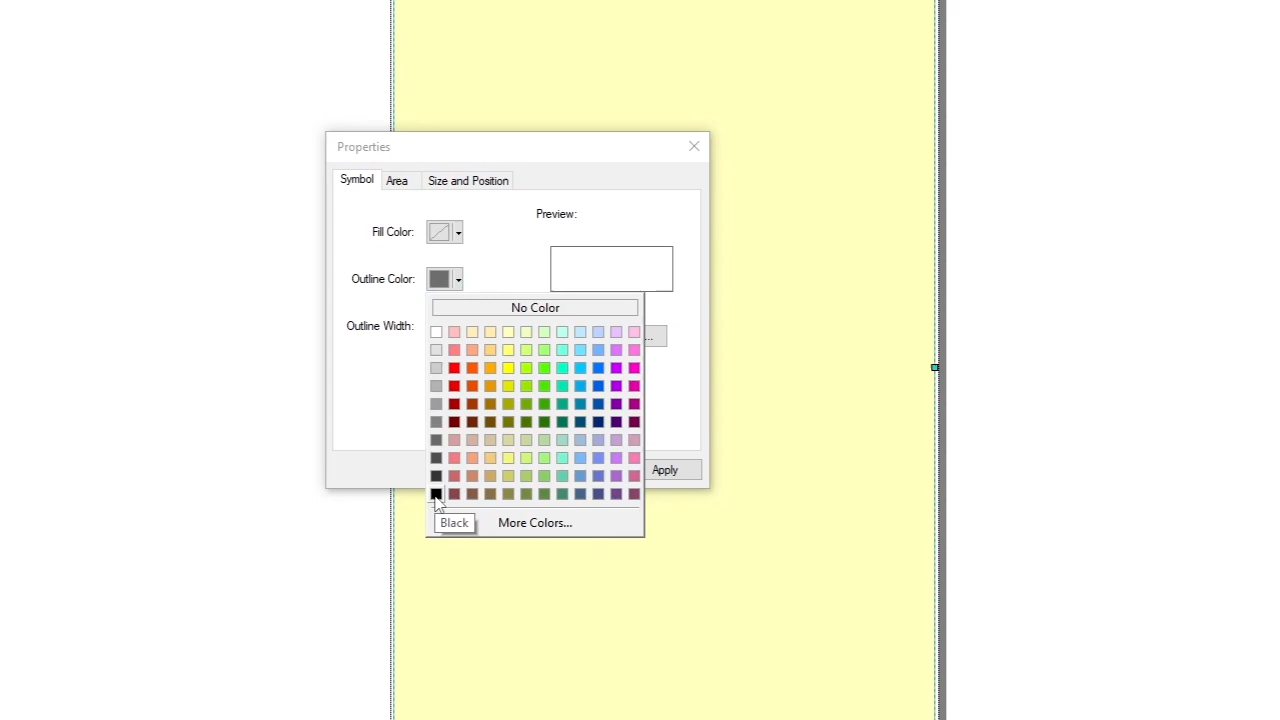 Properties
Symbol Area Size and Position
Preview:
Fill Color:
Outline Color:
No Color
Outline Width:
...
Apply
Black
More Colors...